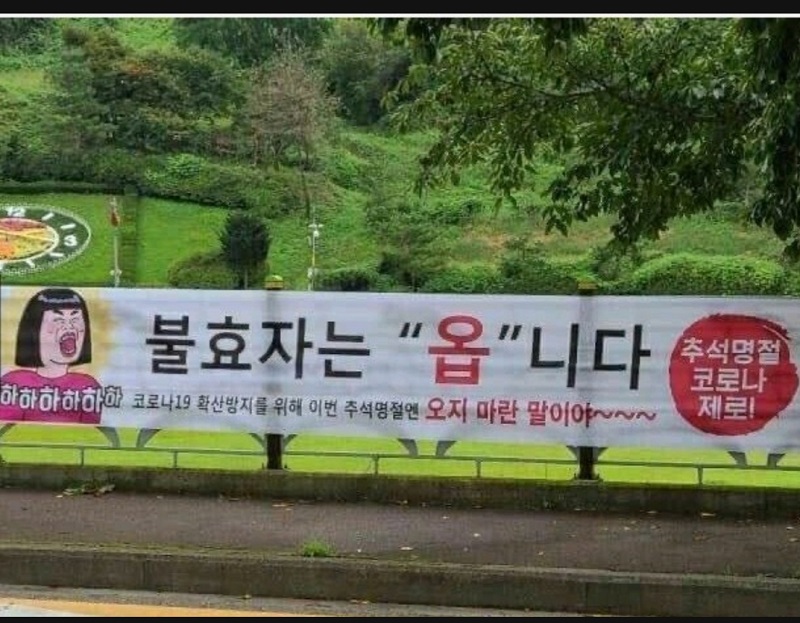 12
3
불효자는 "옵"니다
하하하하하하
코로나19 확산방지를 위해 이번 추석명절엔 오지 마란 말이야~~~
추석명절
코로나
제로!